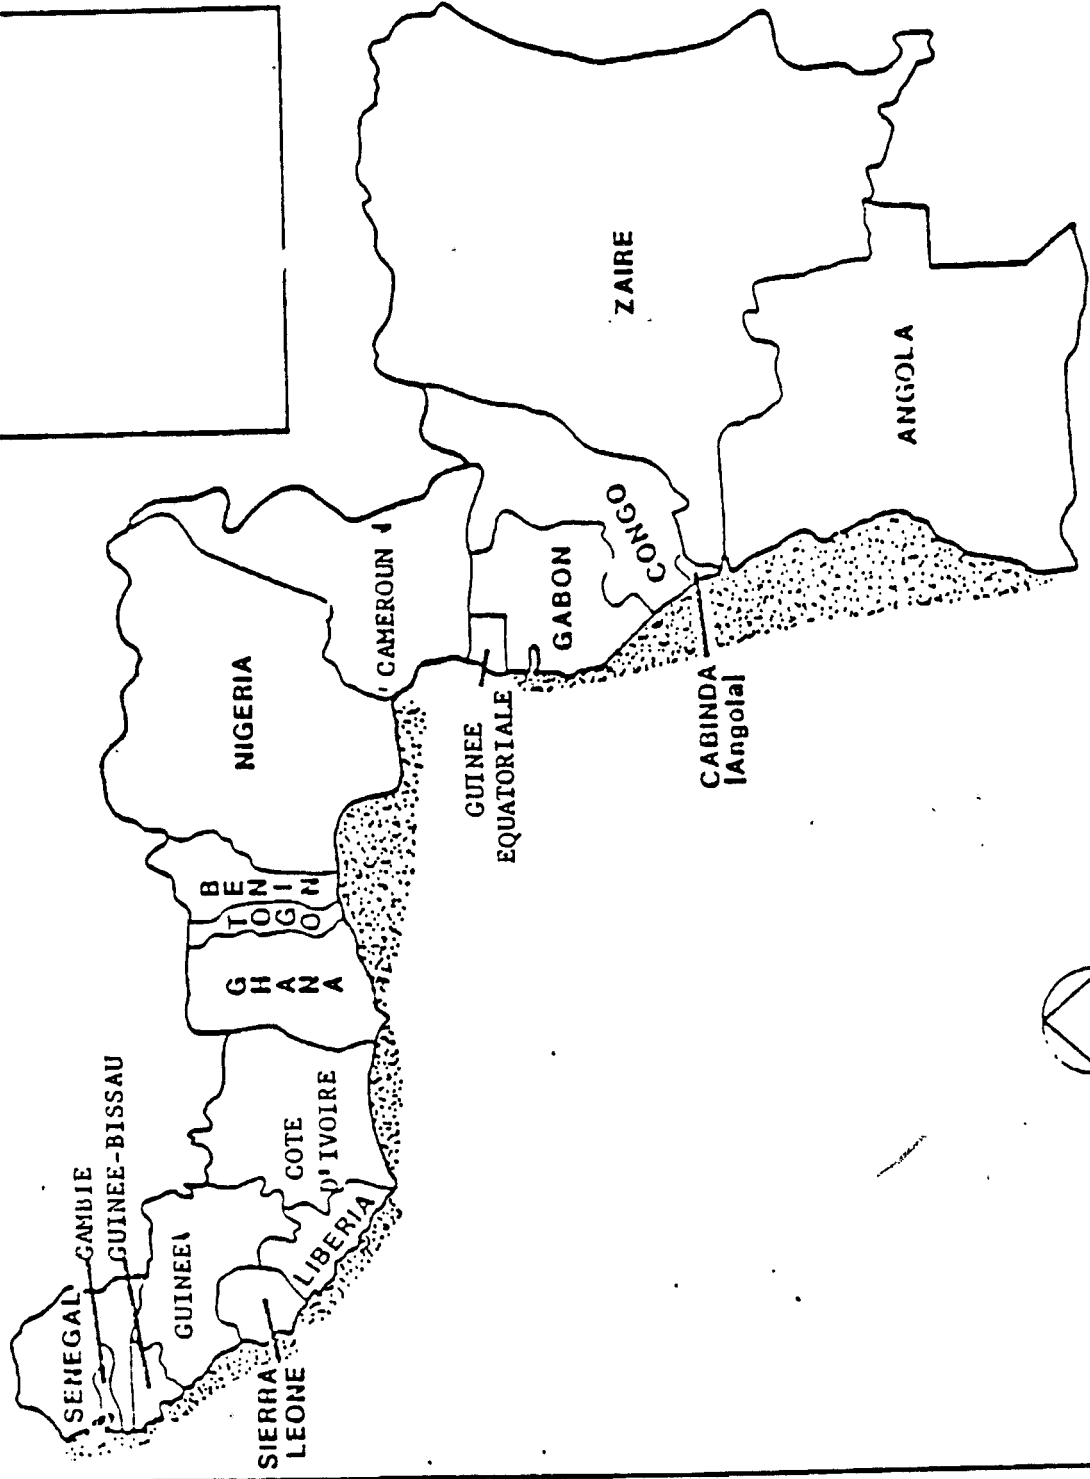 SENEGAL
GAMBIE
GUINEE-BISSAU
GUINEE
SIERRA
LEONE
LIBERIA
COTE
D'IVOIRE
GHANA
TOGO
BENIN
NIGERIA
CAMEROUN
GUINEE
EQUATORIALE
GABON
CONGO
CABINDA
(Angola)
ZAIRE
ANGOLA